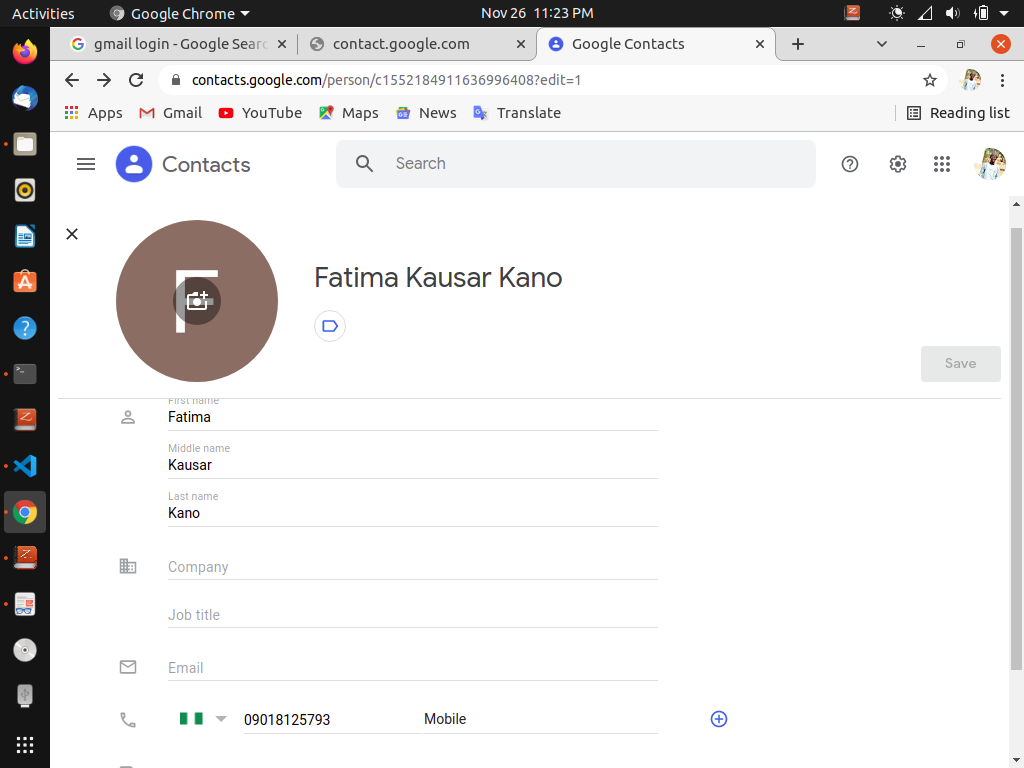 Activities Google Chrome Nov 26 11:23 PM
gmail login - Google Searc contact.google.com Google Contacts
contacts.google.com/person/c1552184911636996408?edit=1
Apps Gmail YouTube Maps News Translate Reading list
Contacts Search
F
Fatima Kausar Kano
Save
First name
Fatima
Middle name
Kausar
Last name
Kano
Company
Job title
Email
09018125793 Mobile